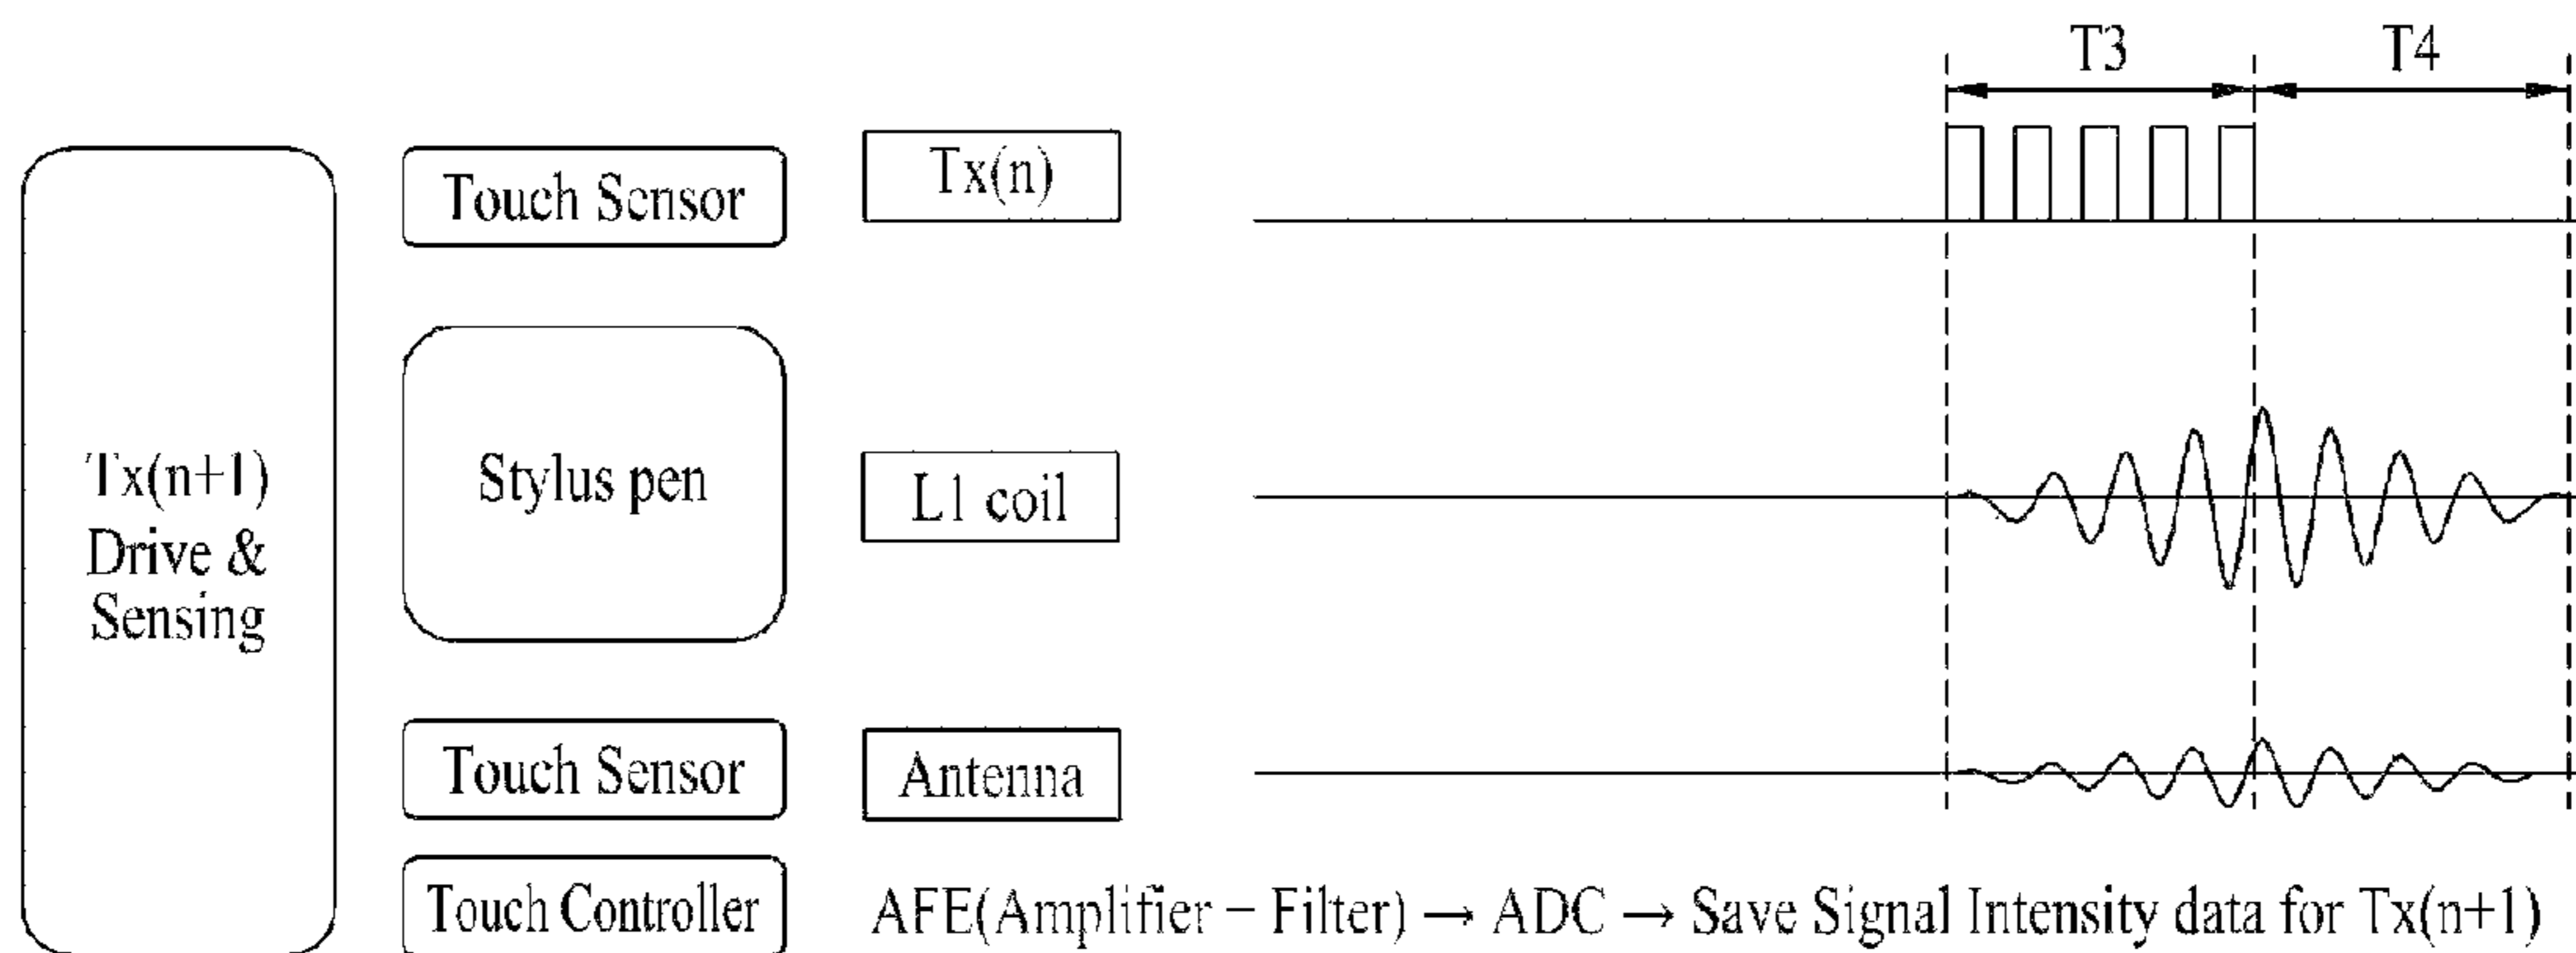 T3 T4
Touch Sensor Tx(n)
Tx(n+1)
Drive &
Sensing
Stylus pen L1 coil
Touch Sensor Antenna
Touch Controller AFE(Amplifier − Filter) → ADC → Save Signal Intensity data for Tx(n+1)